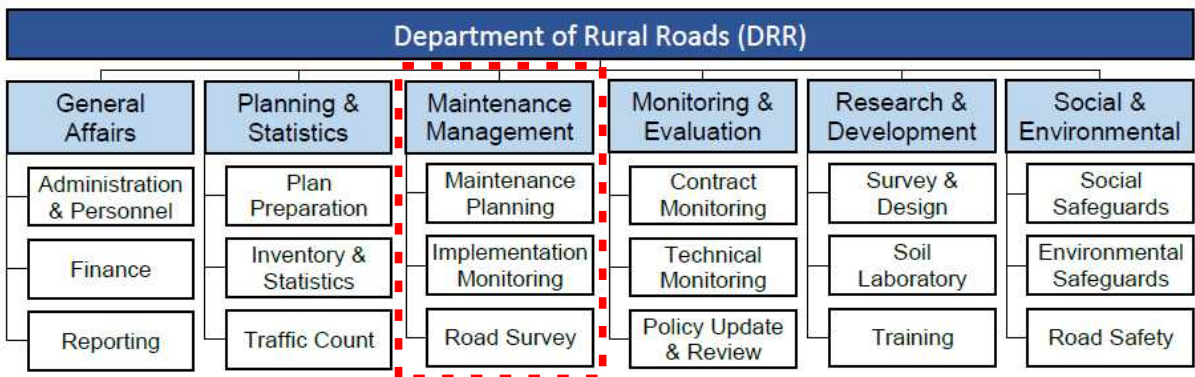 Department of Rural Roads (DRR)
General
Affairs
Administration
& Personnel
Finance
Reporting
Planning &
Statistics
Plan
Preparation
Inventory &
Statistics
Traffic Count
Maintenance
Management
Maintenance
Planning
Implementation
Monitoring
Road Survey
Monitoring &
Evaluation
Contract
Monitoring
Technical
Monitoring
Policy Update
& Review
Research &
Development
Survey &
Design
Soil
Laboratory
Training
Social &
Environmental
Social
Safeguards
Environmental
Safeguards
Road Safety